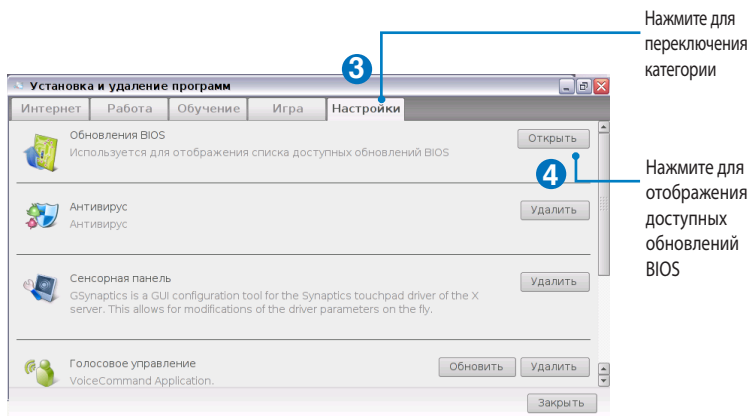 Нажмите для
переключения
категории
3
Установка и удаление программ
Интернет Работа Обучение Игра Настройки
Обновления BIOS
Открыть
Используется для отображения списка доступных обновлений BIOS
4
Нажмите для
отображения
доступных
обновлений
BIOS
Антивирус
Удалить
Антивирус
Сенсорная панель
Удалить
GSynaptics is a GUI configuration tool for the Synaptics touchpad driver of the X
server. This allows for modifications of the driver parameters on the fly.
Голосовое управление
Обновить Удалить
VoiceCommand Application.
Закрыть